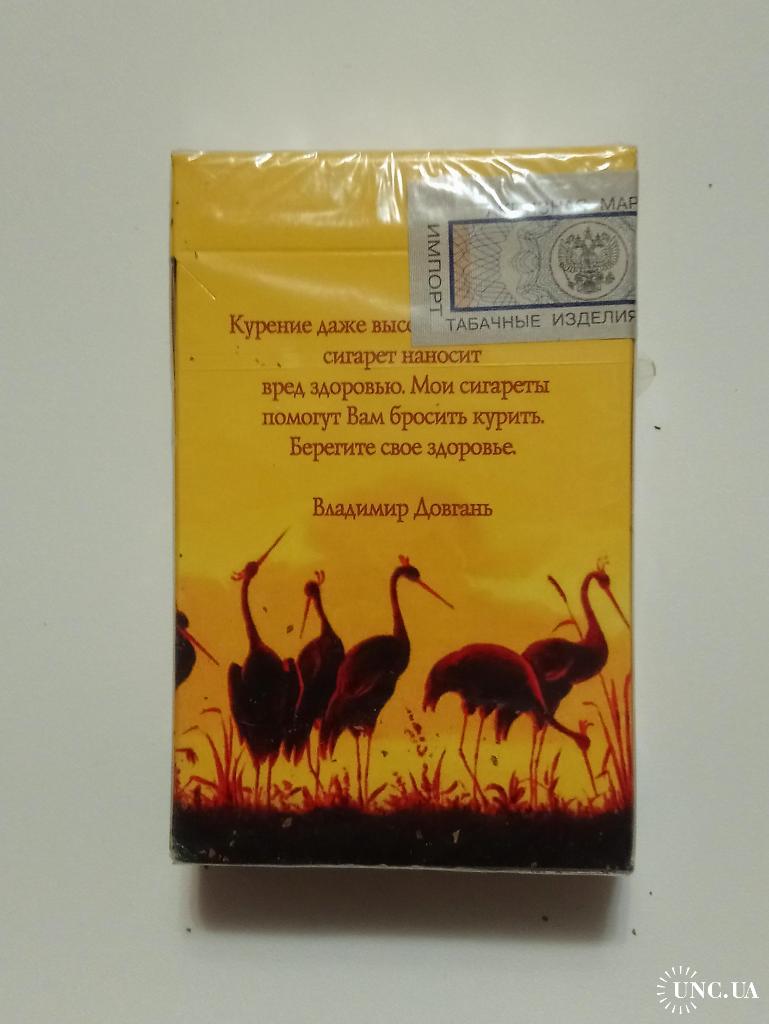 МАР
ИМПОРТ
ТАБАЧНЫЕ ИЗДЕЛИЯ
Курение даже
сигарет наносит
вред здоровью. Мои сигареты
помогут Вам бросить курить.
Берегите свое здоровье.
Владимир Довгань
UNC.UA